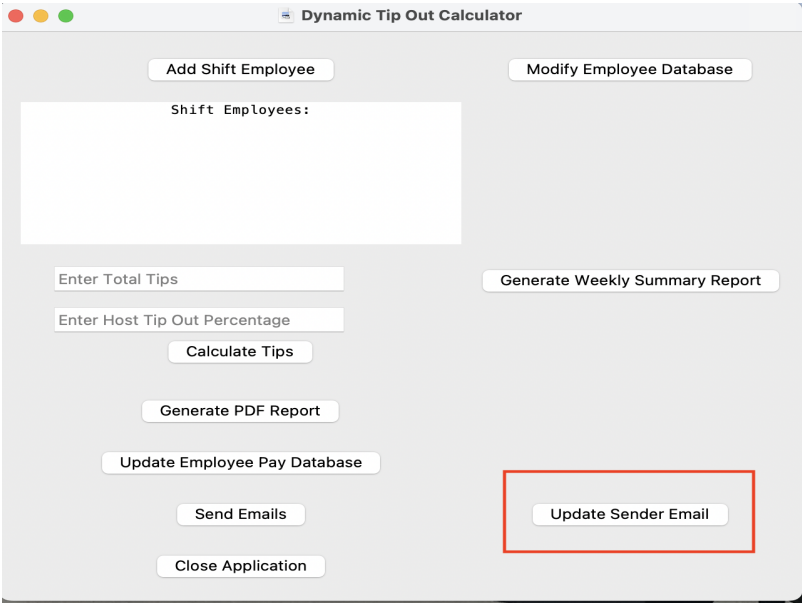 Dynamic Tip Out Calculator
Add Shift Employee
Modify Employee Database
Shift Employees:
Enter Total Tips
Generate Weekly Summary Report
Enter Host Tip Out Percentage
Calculate Tips
Generate PDF Report
Update Employee Pay Database
Send Emails
Update Sender Email
Close Application